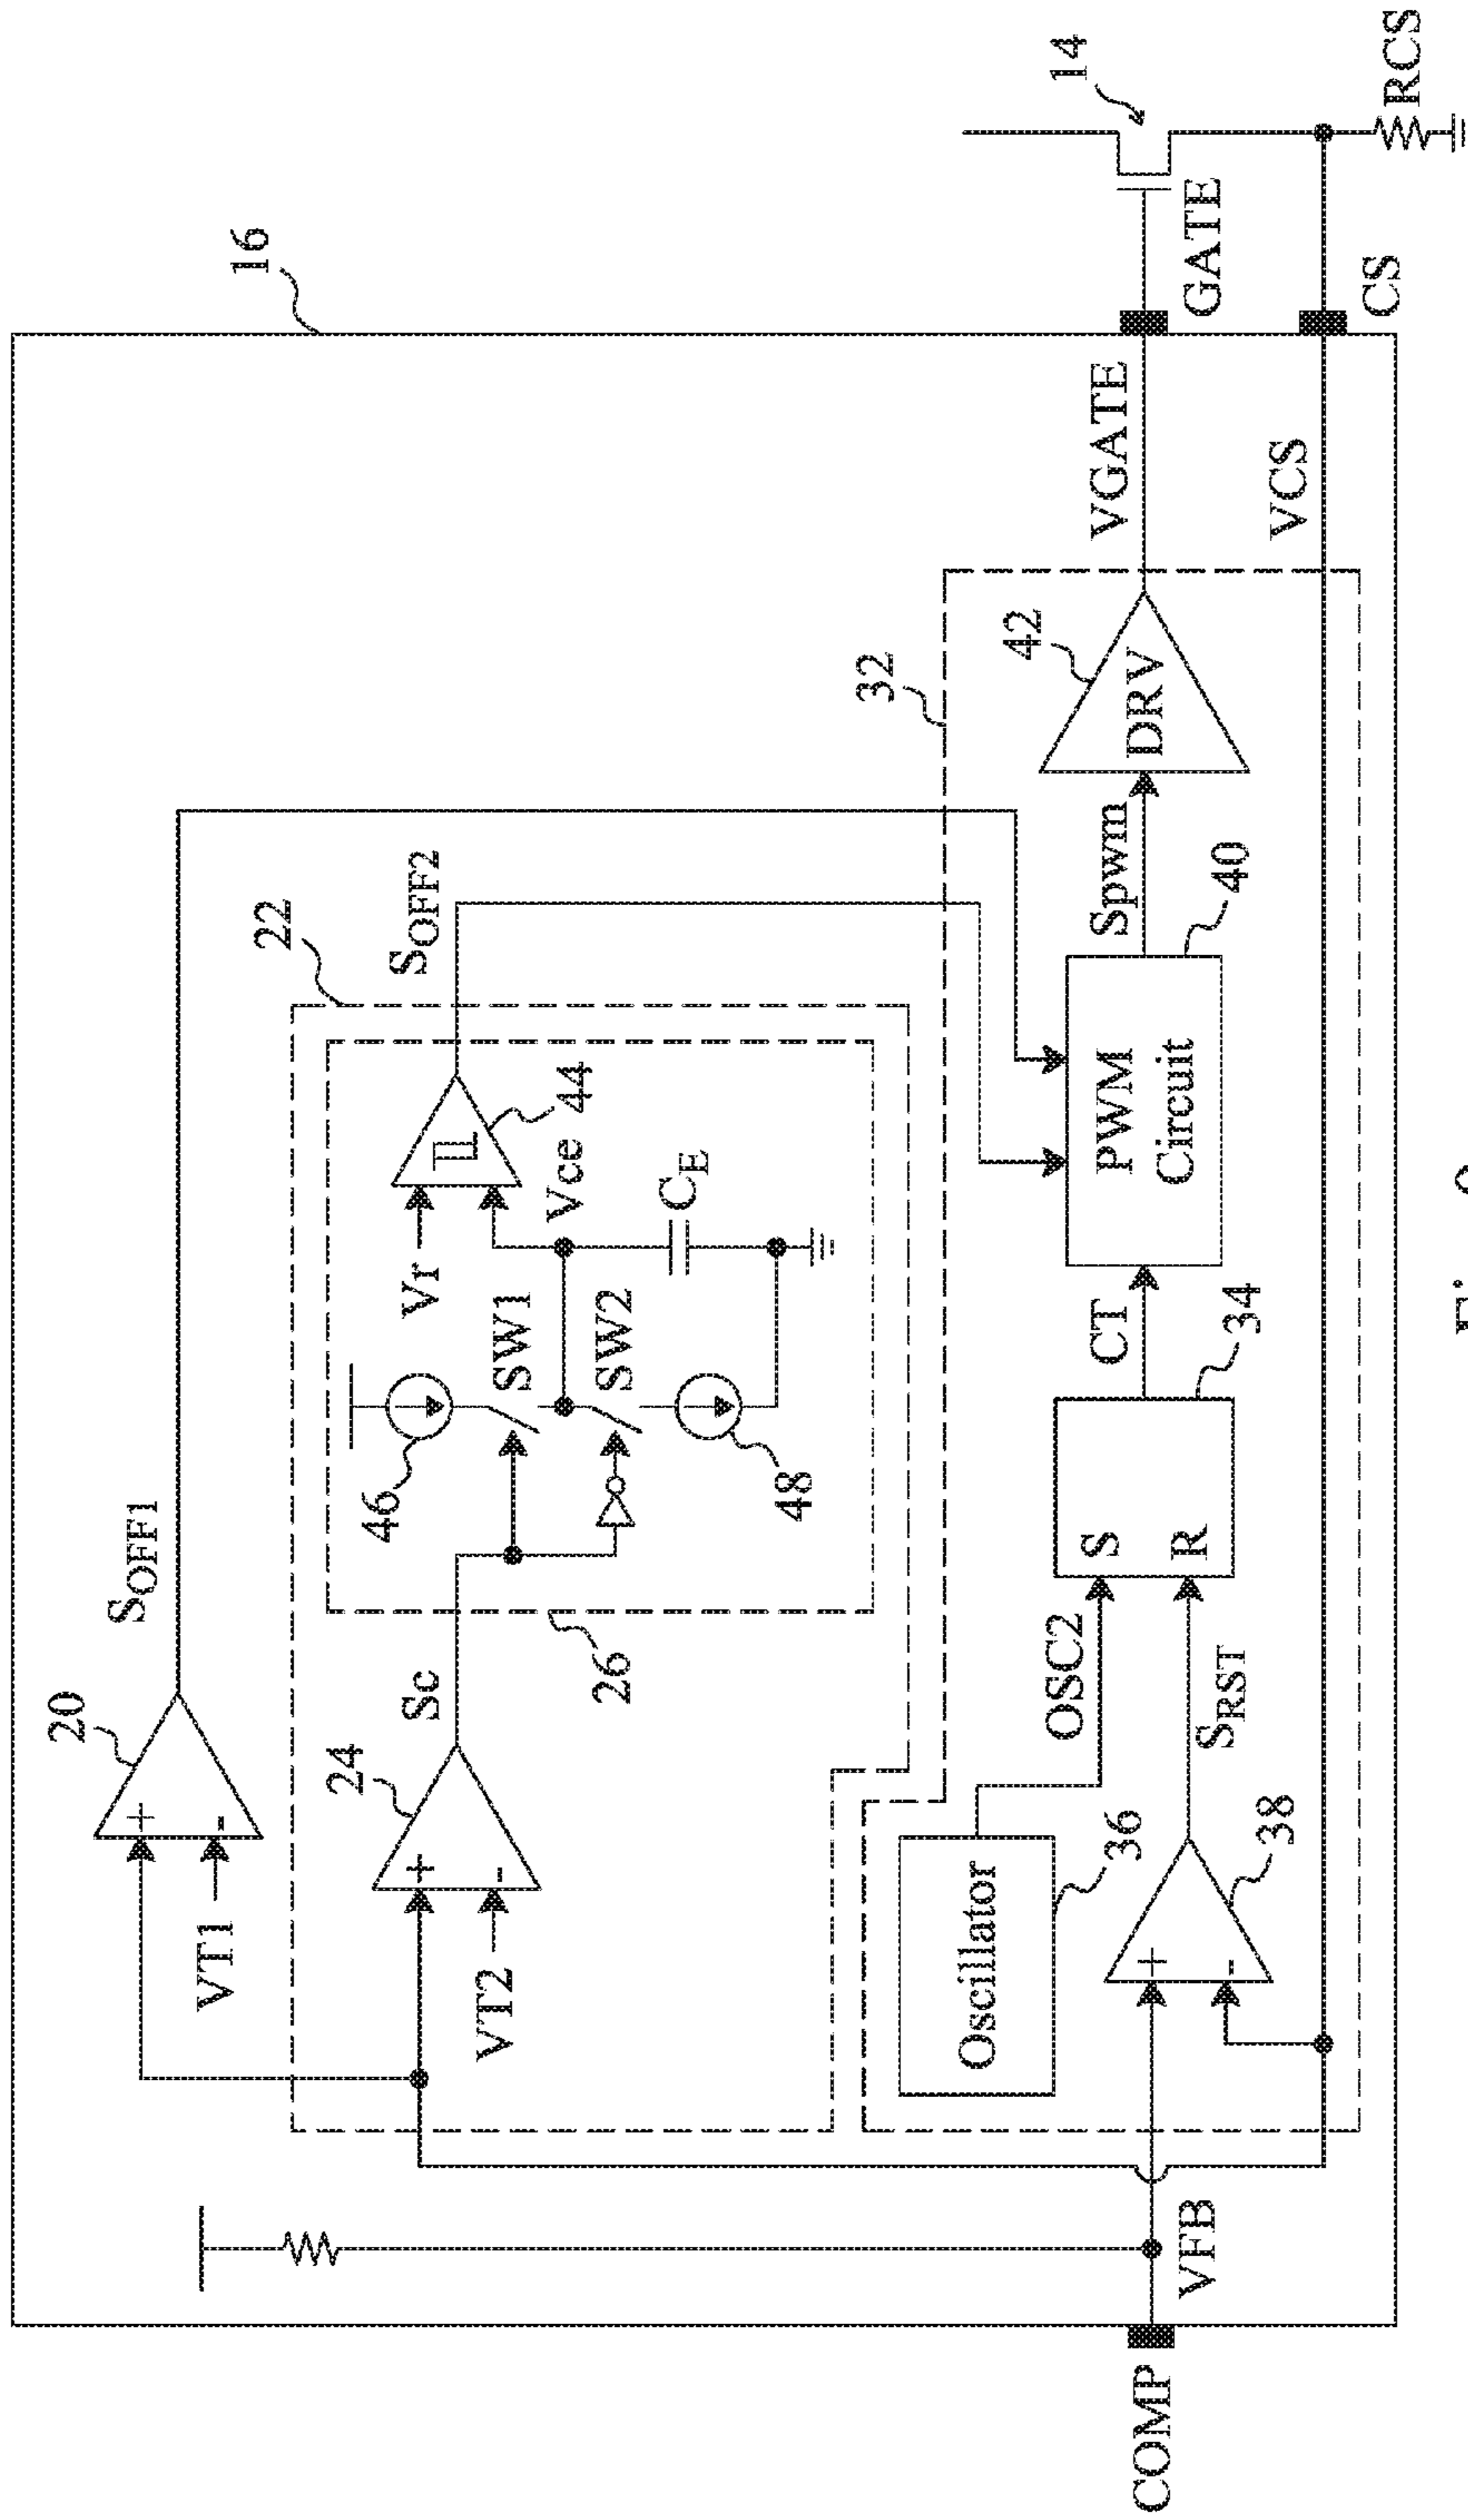 16
20
SOFF1
VT1
22
SOFF2
24
Sc
VT2
26
46
Vr
SW1
44
Vce
SW2
CE
48
32
Oscillator
36
OSC2
S
R
34
CT
PWM
Circuit
40
Spwm
42
DRV
VGATE
GATE
14
38
SRST
+
-
+
-
+
-
COMP
VFB
VCS
CS
RCS